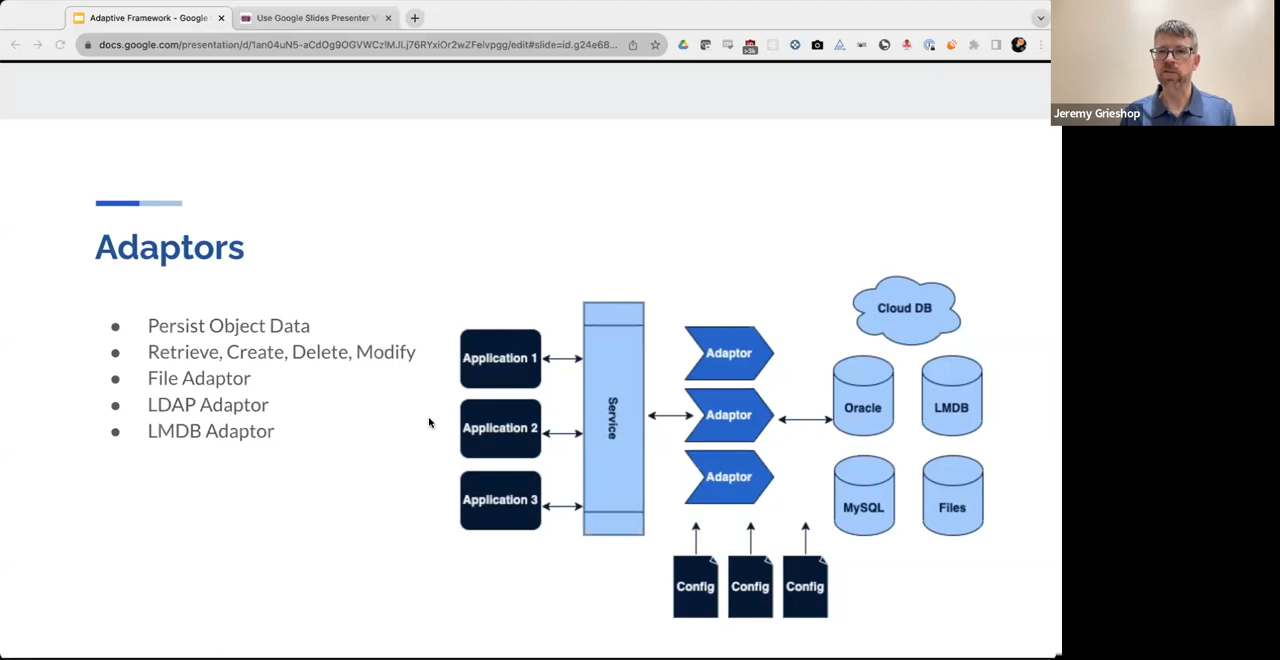 Adaptive Framework - Google
Use Google Slides Presenter V
docs.google.com/presentation/d/1an04uN5-aCdOg9OGVWCzIMJLj76RYxiOr2wZFelvpgg/edit#slide=id.g24e68...
Jeremy Grieshop
Adaptors
● Persist Object Data
● Retrieve, Create, Delete, Modify
● File Adaptor
● LDAP Adaptor
● LMDB Adaptor
Application 1
Application 2
Application 3
Service
Adaptor
Adaptor
Adaptor
Config
Config
Config
Cloud DB
Oracle
LMDB
MySQL
Files